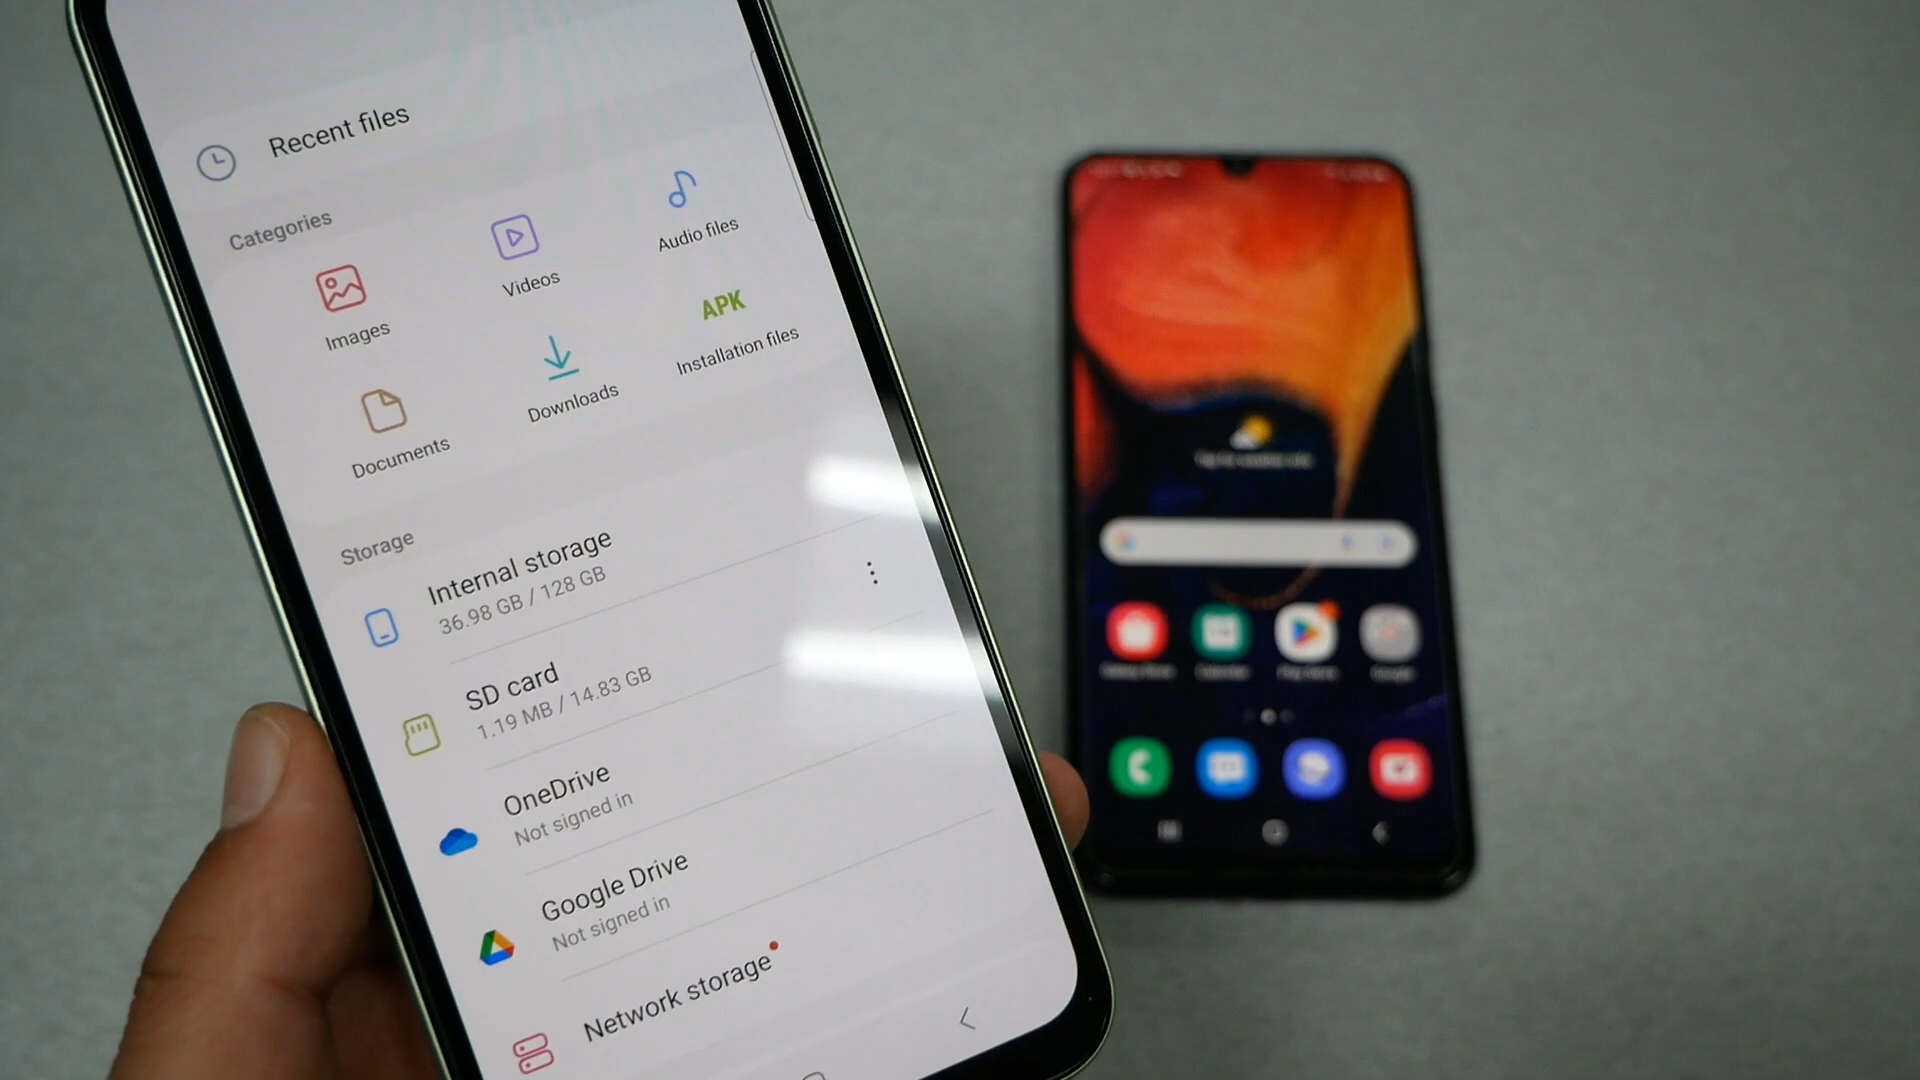 Recent files
Categories
Images
Videos
Audio files
Documents
Downloads
APK
Installation files
Storage
Internal storage
36.98 GB / 128 GB
SD card
1.19 MB / 14.83 GB
OneDrive
Not signed in
Google Drive
Not signed in
Network storage